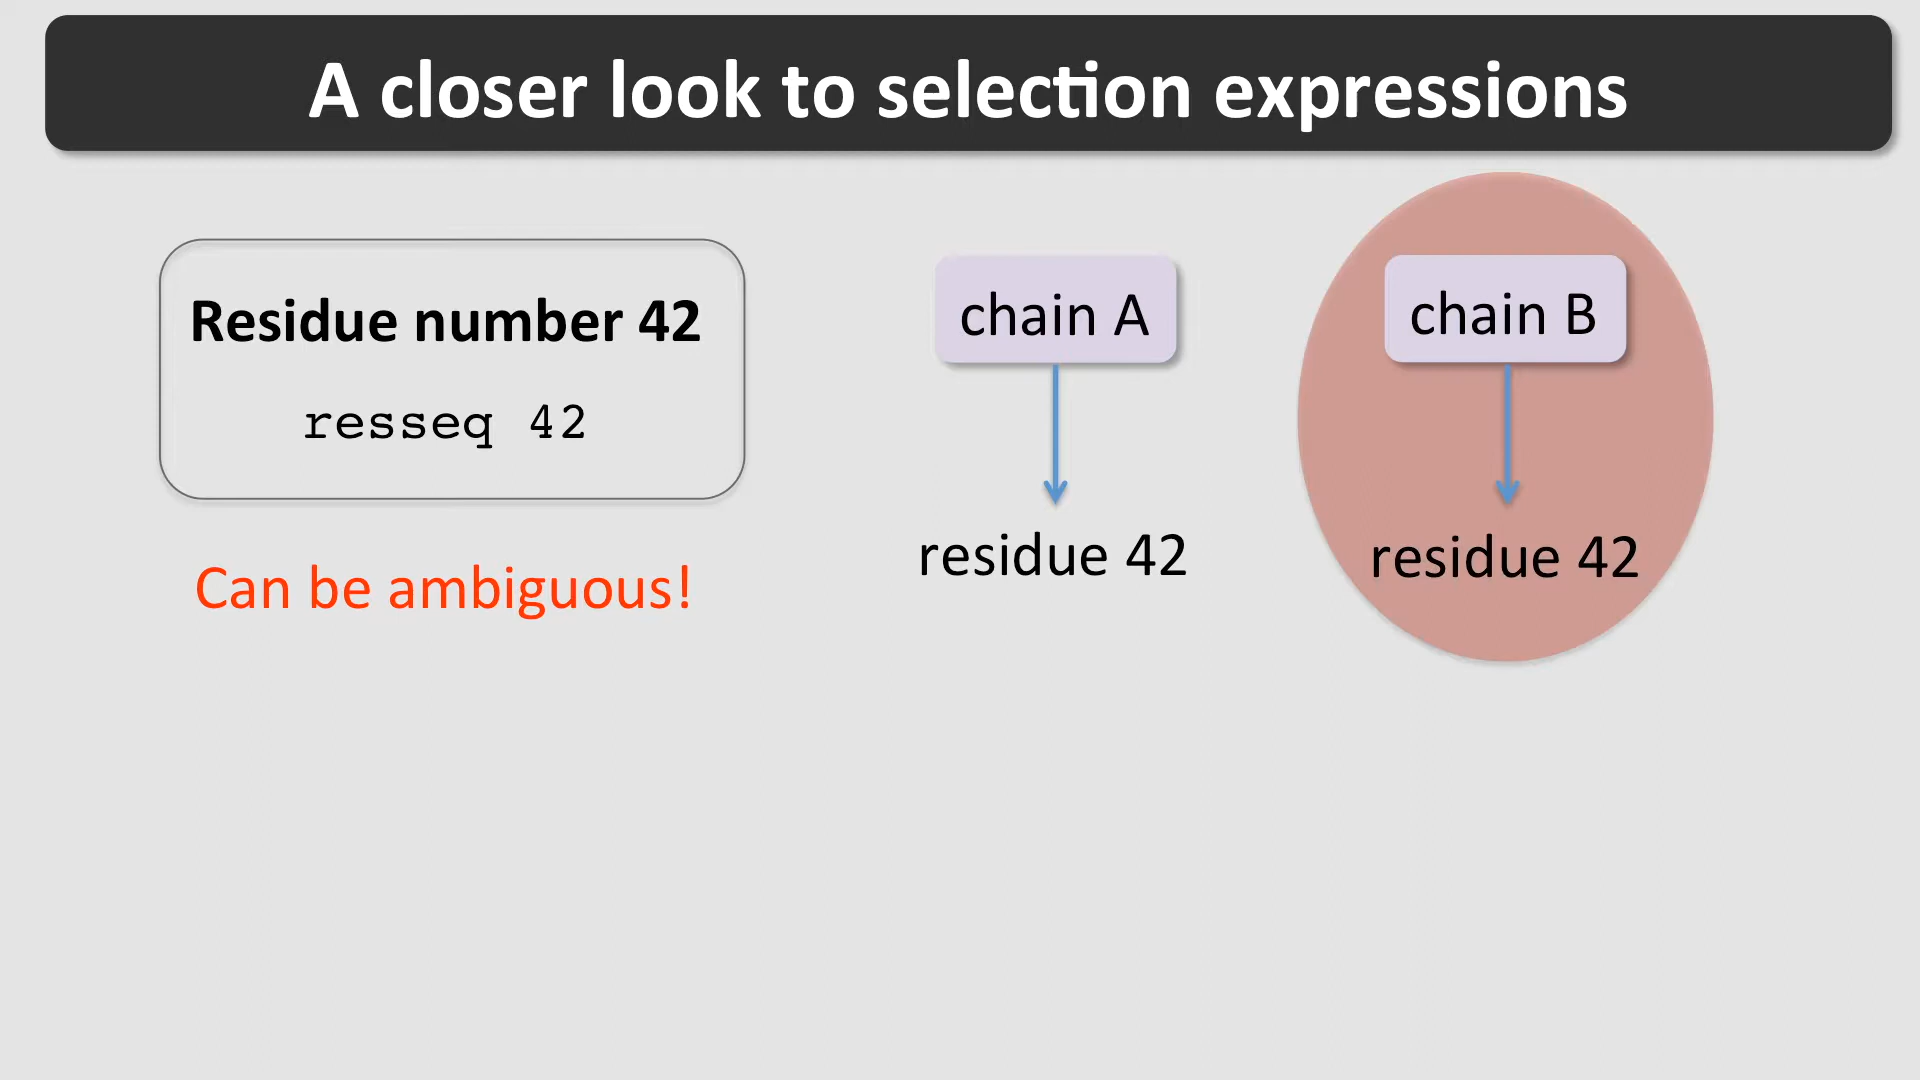 A closer look to selection expressions
Residue number 42
resseq 42
Can be ambiguous!
chain A
residue 42
chain B
residue 42